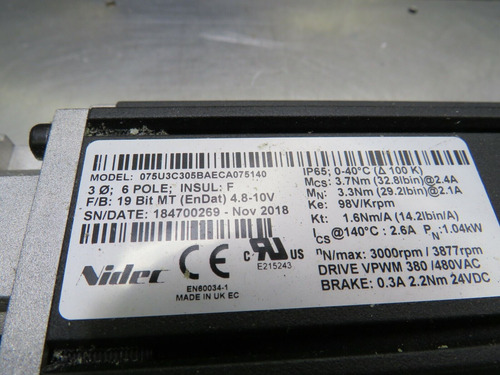 MODEL: 075U3C305BAECA075140
3 Ø; 6 POLE; INSUL: F
F/B: 19 Bit MT (EnDat) 4.8-10V
SN/DATE: 184700269 - Nov 2018
Nidec
CE
EN60034-1
MADE IN UK EC
C RU US
E215243
IP65; 0-40°C (Δ 100 K)
MCS: 3.7Nm (32.8lbin)@2.4A
MN: 3.3Nm (29.2lbin)@2.1A
Ke: 98V/Krpm
Kt: 1.6Nm/A (14.2lbin/A)
ICS @140°C : 2.6A PN:1.04kW
nN/max: 3000rpm / 3877rpm
DRIVE VPWM 380 /480VAC
BRAKE: 0.3A 2.2Nm 24VDC